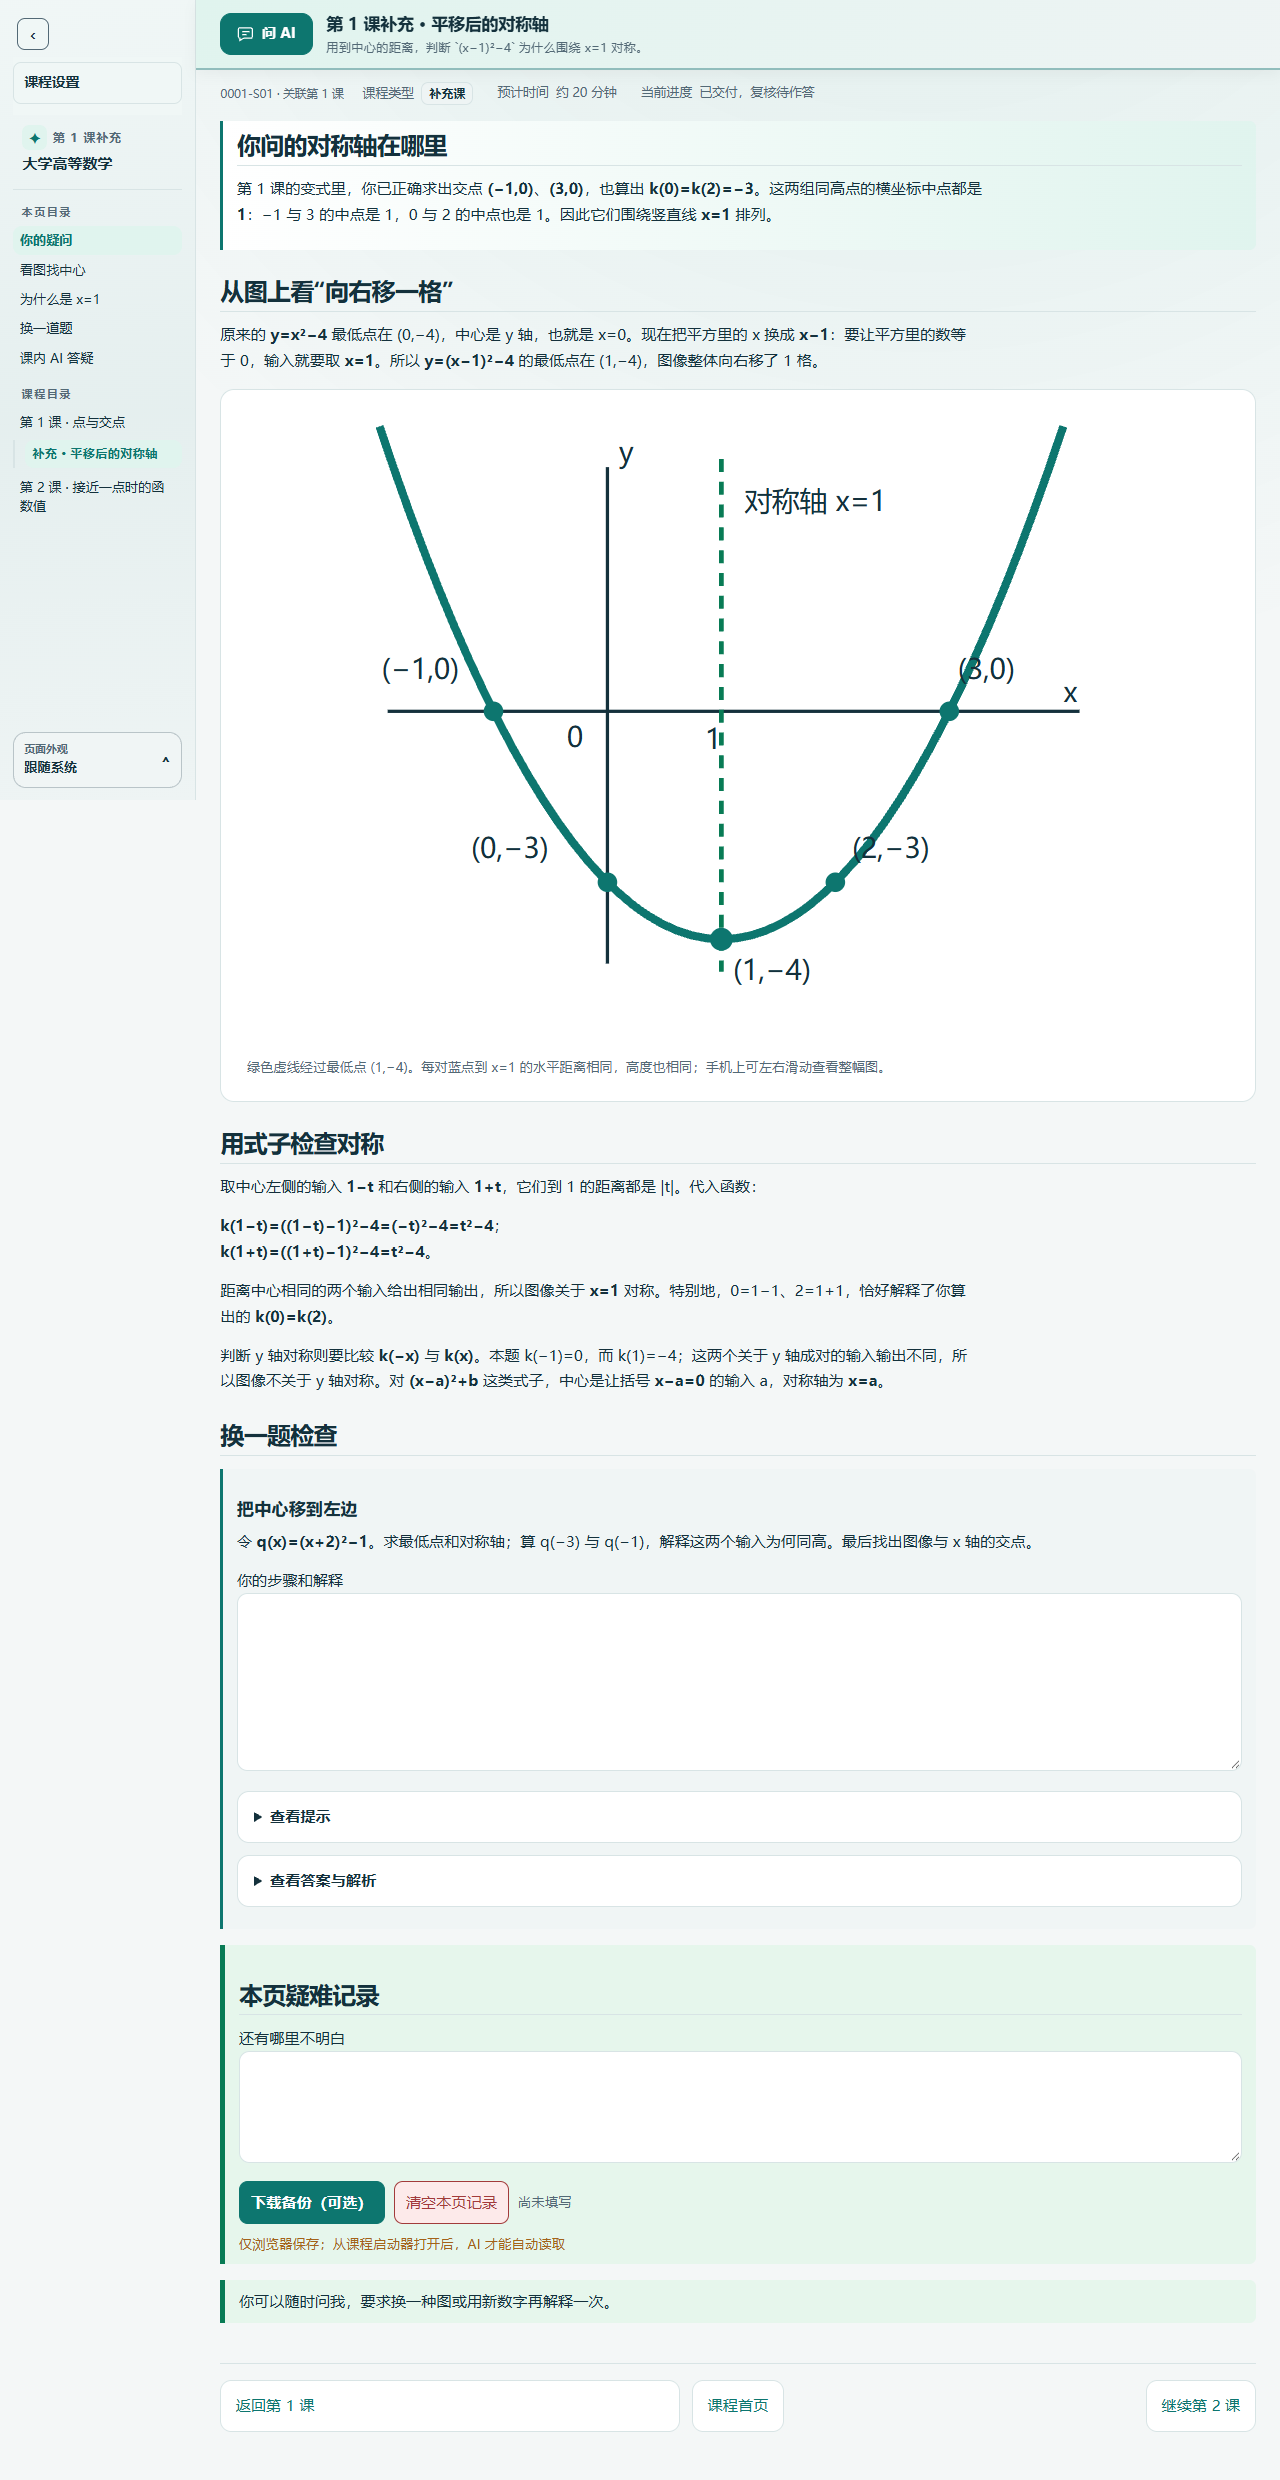 ‹
课程设置
✦ 第 1 课补充
大学高等数学
本页目录
你的疑问
看图找中心
为什么是 x=1
换一道题
课内 AI 答疑
课程目录
第 1 课 · 点与交点
补充 · 平移后的对称轴
第 2 课 · 接近一点时的函
数值
页面外观
跟随系统
^
问 AI
第 1 课补充 · 平移后的对称轴
用到中心的距离，判断 `(x−1)²−4` 为什么围绕 x=1 对称。
0001-S01 · 关联第 1 课 课程类型 补充课 预计时间 约 20 分钟 当前进度 已交付，复核待作答
你问的对称轴在哪里
第 1 课的变式里，你已正确求出交点 (−1,0)、(3,0)，也算出 k(0)=k(2)=−3。这两组同高点的横坐标中点都是
1：−1 与 3 的中点是 1，0 与 2 的中点也是 1。因此它们围绕竖直线 x=1 排列。
从图上看“向右移一格”
原来的 y=x²−4 最低点在 (0,−4)，中心是 y 轴，也就是 x=0。现在把平方里的 x 换成 x−1：要让平方里的数等
于 0，输入就要取 x=1。所以 y=(x−1)²−4 的最低点在 (1,−4)，图像整体向右移了 1 格。
y
对称轴 x=1
(−1,0)
(3,0)
x
0
1
(0,−3)
(2,−3)
(1,−4)
绿色虚线经过最低点 (1,−4)。每对蓝点到 x=1 的水平距离相同，高度也相同；手机上可左右滑动查看整幅图。
用式子检查对称
取中心左侧的输入 1−t 和右侧的输入 1+t，它们到 1 的距离都是 |t|。代入函数：
k(1−t)=((1−t)−1)²−4=(−t)²−4=t²−4；
k(1+t)=((1+t)−1)²−4=t²−4。
距离中心相同的两个输入给出相同输出，所以图像关于 x=1 对称。特别地，0=1−1、2=1+1，恰好解释了你算
出的 k(0)=k(2)。
判断 y 轴对称则要比较 k(−x) 与 k(x)。本题 k(−1)=0，而 k(1)=−4；这两个关于 y 轴成对的输入输出不同，所
以图像不关于 y 轴对称。对 (x−a)²+b 这类式子，中心是让括号 x−a=0 的输入 a，对称轴为 x=a。
换一题检查
把中心移到左边
令 q(x)=(x+2)²−1。求最低点和对称轴；算 q(−3) 与 q(−1)，解释这两个输入为何同高。最后找出图像与 x 轴的交点。
你的步骤和解释
▶ 查看提示
▶ 查看答案与解析
本页疑难记录
还有哪里不明白
下载备份（可选） 清空本页记录 尚未填写
仅浏览器保存；从课程启动器打开后，AI 才能自动读取
你可以随时问我，要求换一种图或用新数字再解释一次。
返回第 1 课 课程首页 继续第 2 课